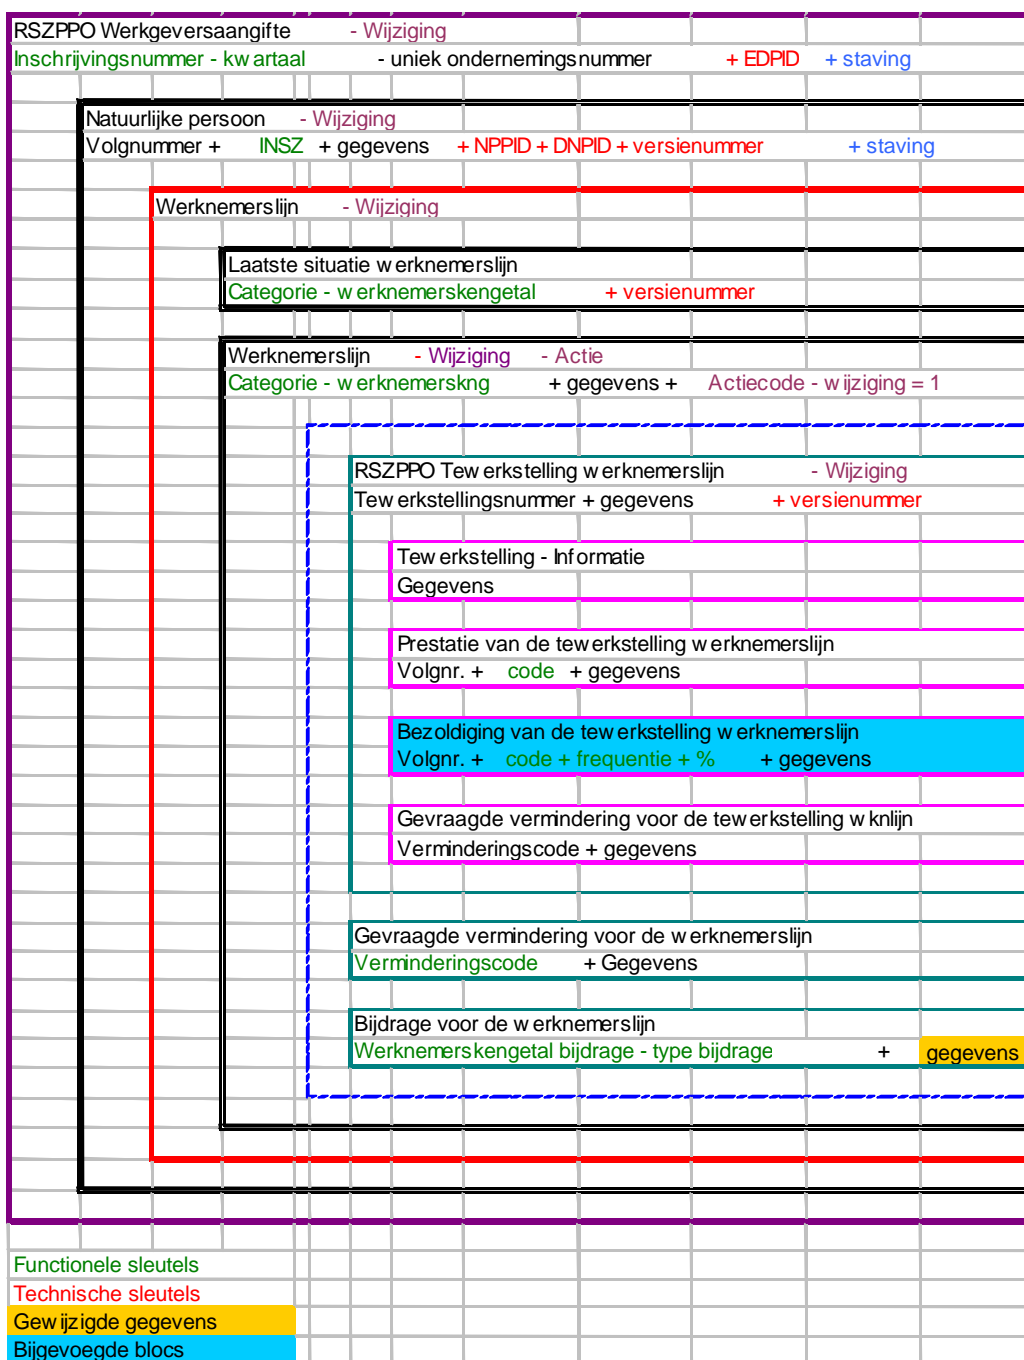 RSZPPO Werkgeversaangifte - Wijziging
Inschrijvingsnummer - kwartaal - uniek ondernemingsnummer + EDPID + staving
Natuurlijke persoon - Wijziging
Volgnummer + INSZ + gegevens + NPPID + DNPID + versienummer + staving
Werknemerslijn - Wijziging
Laatste situatie werknemerslijn
Categorie - werknemerskengetal + versienummer
Werknemerslijn - Wijziging - Actie
Categorie - werknemerskng + gegevens + Actiecode - wijziging = 1
RSZPPO Tewerkstelling werknemerslijn - Wijziging
Tewerkstellingsnummer + gegevens + versienummer
Tewerkstelling - Informatie
Gegevens
Prestatie van de tewerkstelling werknemerslijn
Volgnr. + code + gegevens
Bezoldiging van de tewerkstelling werknemerslijn
Volgnr. + code + frequentie + % + gegevens
Gevraagde vermindering voor de tewerkstelling wknlijn
Verminderingscode + gegevens
Gevraagde vermindering voor de werknemerslijn
Verminderingscode + Gegevens
Bijdrage voor de werknemerslijn
Werknemerskengetal bijdrage - type bijdrage + gegevens
Functionele sleutels
Technische sleutels
Gewijzigde gegevens
Bijgevoegde blocs